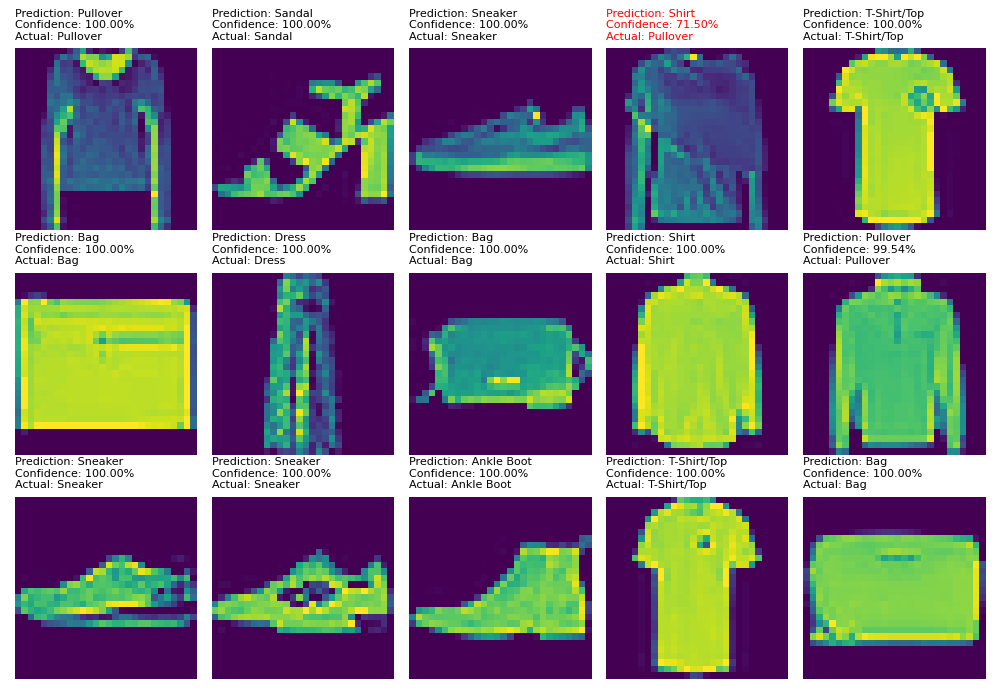 Prediction: Pullover
Confidence: 100.00%
Actual: Pullover
Prediction: Sandal
Confidence: 100.00%
Actual: Sandal
Prediction: Sneaker
Confidence: 100.00%
Actual: Sneaker
Prediction: Shirt
Confidence: 71.50%
Actual: Pullover
Prediction: T-Shirt/Top
Confidence: 100.00%
Actual: T-Shirt/Top
Prediction: Bag
Confidence: 100.00%
Actual: Bag
Prediction: Dress
Confidence: 100.00%
Actual: Dress
Prediction: Bag
Confidence: 100.00%
Actual: Bag
Prediction: Shirt
Confidence: 100.00%
Actual: Shirt
Prediction: Pullover
Confidence: 99.54%
Actual: Pullover
Prediction: Sneaker
Confidence: 100.00%
Actual: Sneaker
Prediction: Sneaker
Confidence: 100.00%
Actual: Sneaker
Prediction: Ankle Boot
Confidence: 100.00%
Actual: Ankle Boot
Prediction: T-Shirt/Top
Confidence: 100.00%
Actual: T-Shirt/Top
Prediction: Bag
Confidence: 100.00%
Actual: Bag